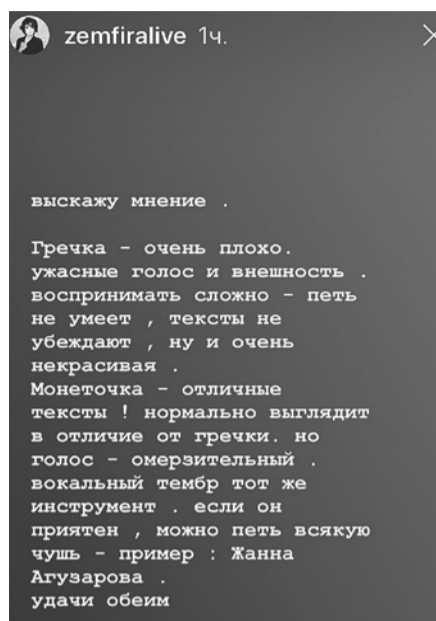 zemfiralive 1ч.
выскажу мнение .
Гречка - очень плохо.
ужасные голос и внешность .
воспринимать сложно - петь
не умеет , тексты не
убеждают , ну и очень
некрасивая .
Монеточка - отличные
тексты ! нормально выглядит
в отличие от гречки. но
голос - омерзительный .
вокальный тембр тот же
инструмент . если он
приятен , можно петь всякую
чушь - пример : Жанна
Агузарова .
удачи обеим